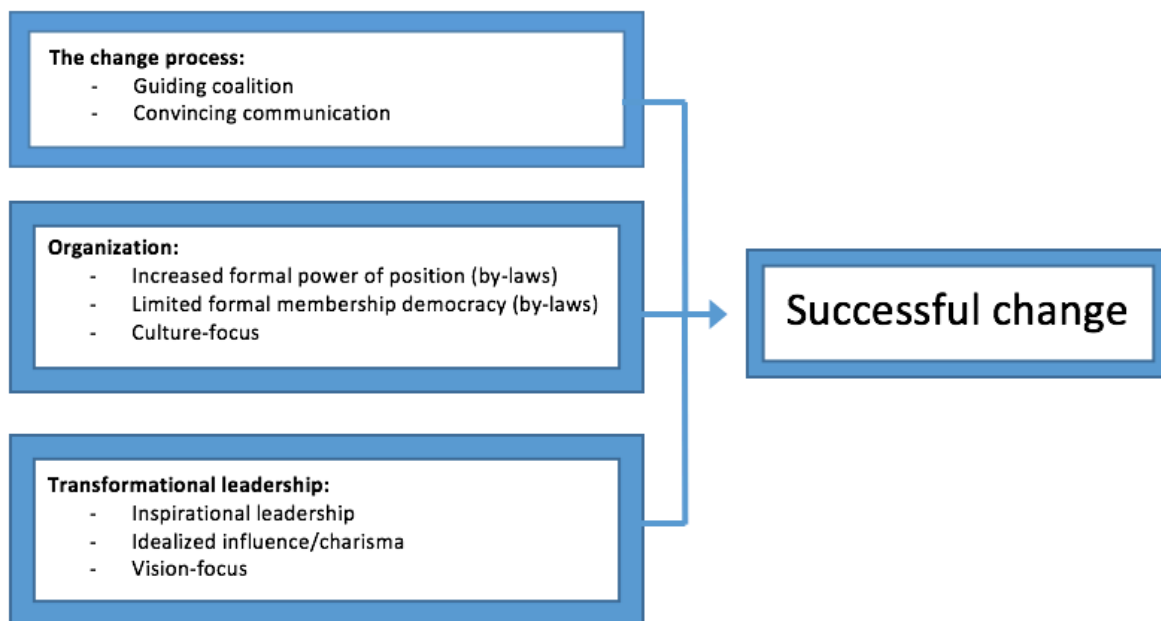 The change process:
- Guiding coalition
- Convincing communication
Organization:
- Increased formal power of position (by-laws)
- Limited formal membership democracy (by-laws)
- Culture-focus
Successful change
Transformational leadership:
- Inspirational leadership
- Idealized influence/charisma
- Vision-focus